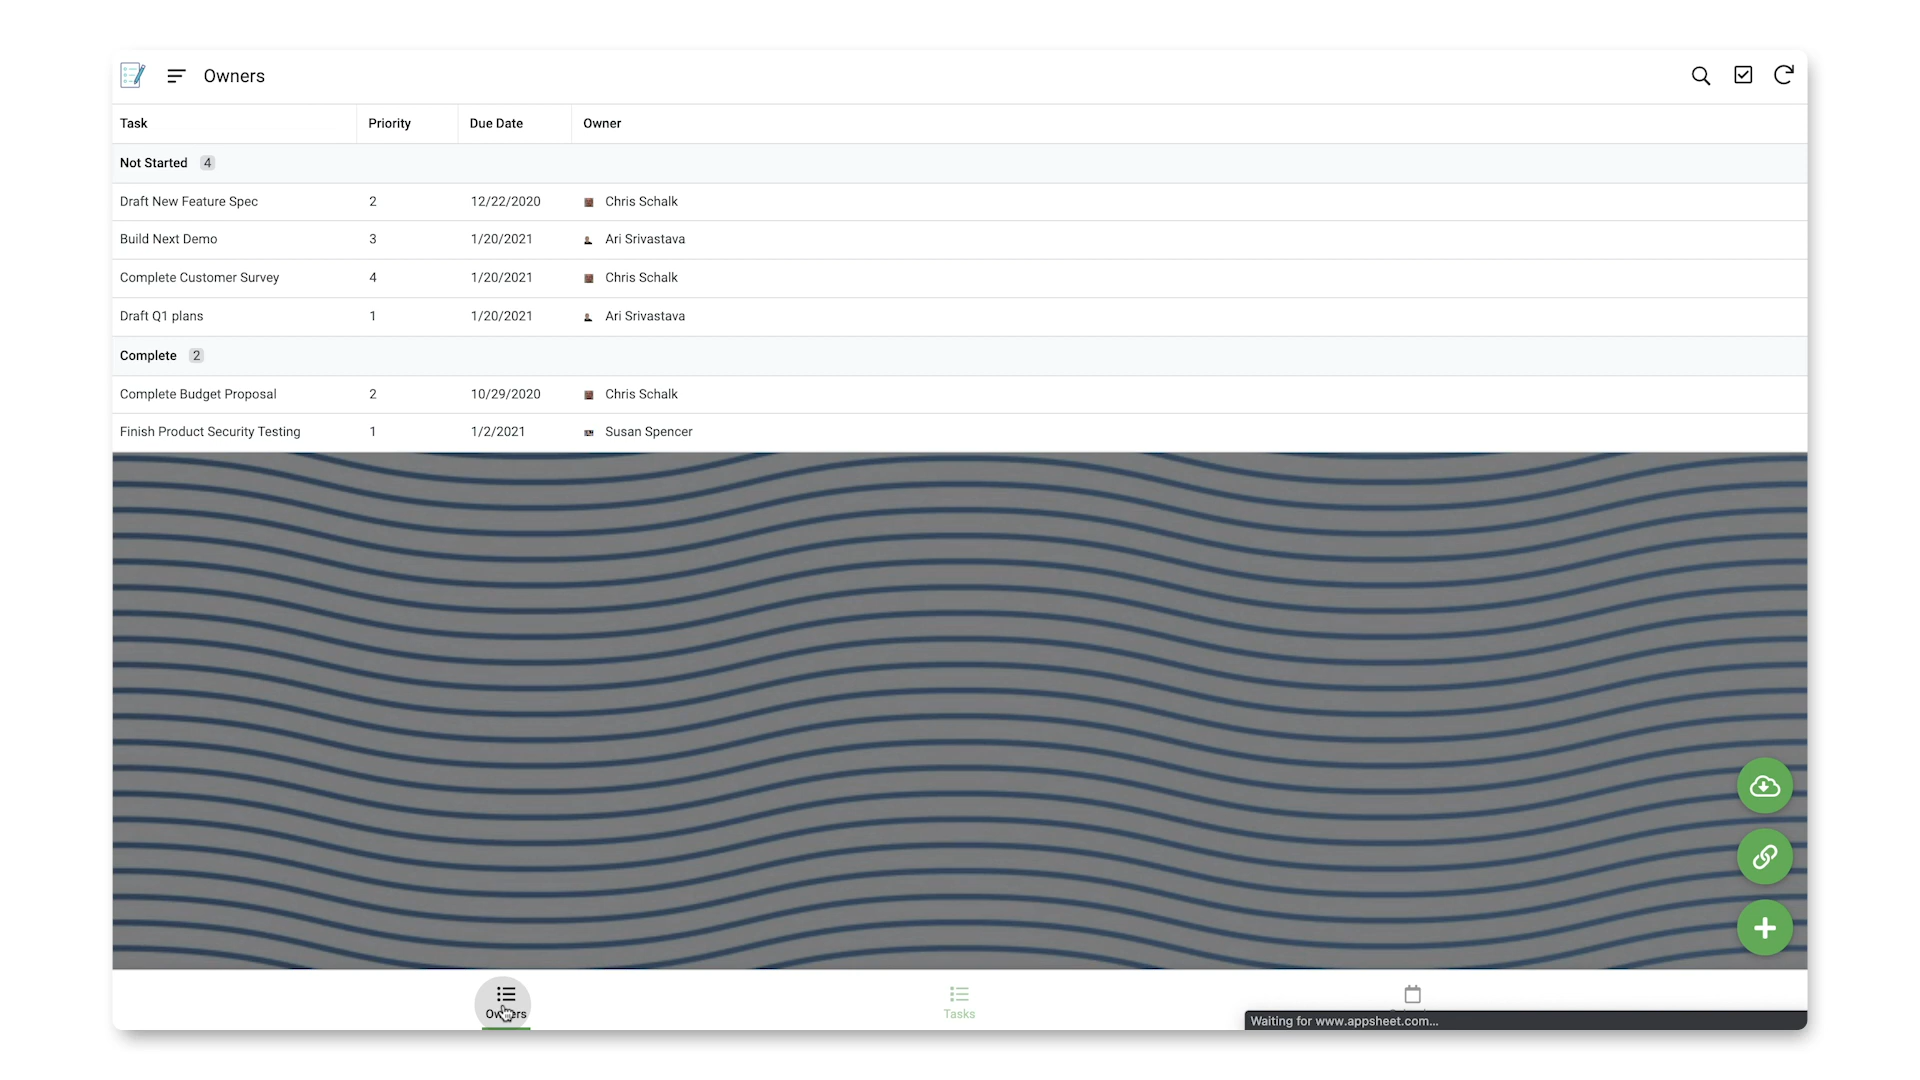 Owners
Task Priority Due Date Owner
Not Started 4
Draft New Feature Spec 2 12/22/2020 Chris Schalk
Build Next Demo 3 1/20/2021 Ari Srivastava
Complete Customer Survey 4 1/20/2021 Chris Schalk
Draft Q1 plans 1 1/20/2021 Ari Srivastava
Complete 2
Complete Budget Proposal 2 10/29/2020 Chris Schalk
Finish Product Security Testing 1 1/2/2021 Susan Spencer
Owners Tasks
Waiting for www.appsheet.com...